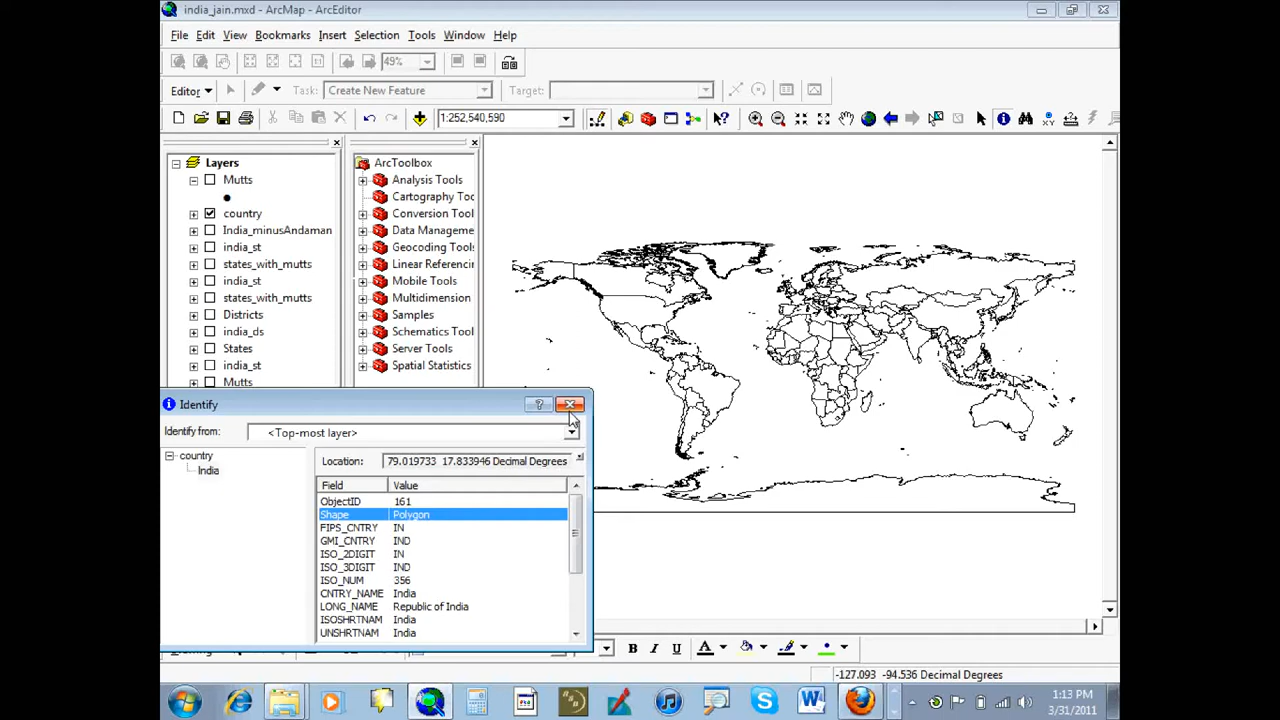 india_jain.mxd - ArcMap - ArcEditor
File Edit View Bookmarks Insert Selection Tools Window Help
49%
Editor Task: Create New Feature Target:
1:252,540,590
Layers
Mutts
country
India_minusAndaman
india_st
states_with_mutts
india_st
states_with_mutts
Districts
india_ds
States
india_st
Mutts
ArcToolbox
Analysis Tools
Cartography Too
Conversion Tool
Data Manageme
Geocoding Tools
Linear Referencin
Mobile Tools
Multidimension
Samples
Schematics Tool
Server Tools
Spatial Statistics
Identify
Identify from: <Top-most layer>
country
India
Location: 79.019733 17.833946 Decimal Degrees
Field Value
ObjectID 161
Shape Polygon
FIPS_CNTRY IN
GMI_CNTRY IND
ISO_2DIGIT IN
ISO_3DIGIT IND
ISO_NUM 356
CNTRY_NAME India
LONG_NAME Republic of India
ISOSHRTNAM India
UNSHRTNAM India
B I U A
-127.093 -94.536 Decimal Degrees
1:13 PM
3/31/2011